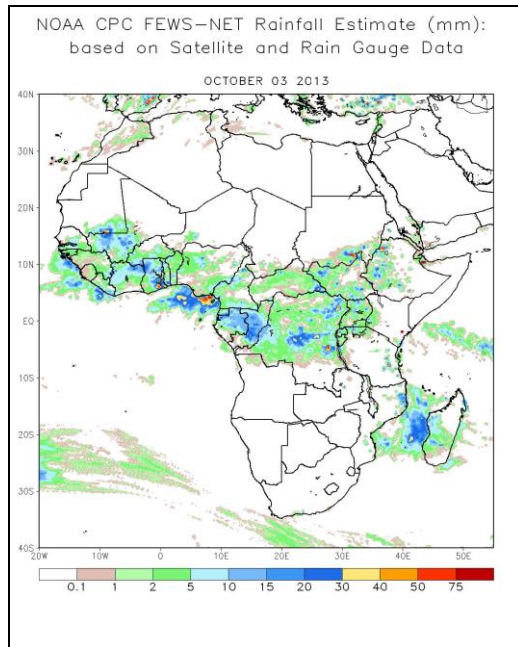 NOAA CPC FEWS-NET Rainfall Estimate (mm):
based on Satellite and Rain Gauge Data
OCTOBER 03 2013
40N
30N
20N
10N
EQ
10S
20S
30S
40S
20W 10W 0 10E 20E 30E 40E 50E
0.1 1 2 5 10 15 20 30 40 50 75